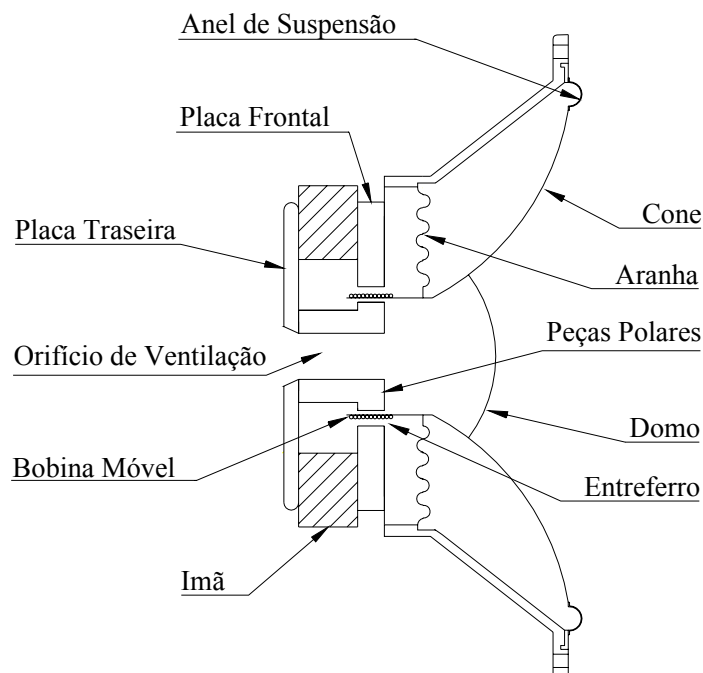 Anel de Suspensão
Placa Frontal
Placa Traseira
Cone
Aranha
Orifício de Ventilação
Peças Polares
Domo
Bobina Móvel
Entreferro
Imã